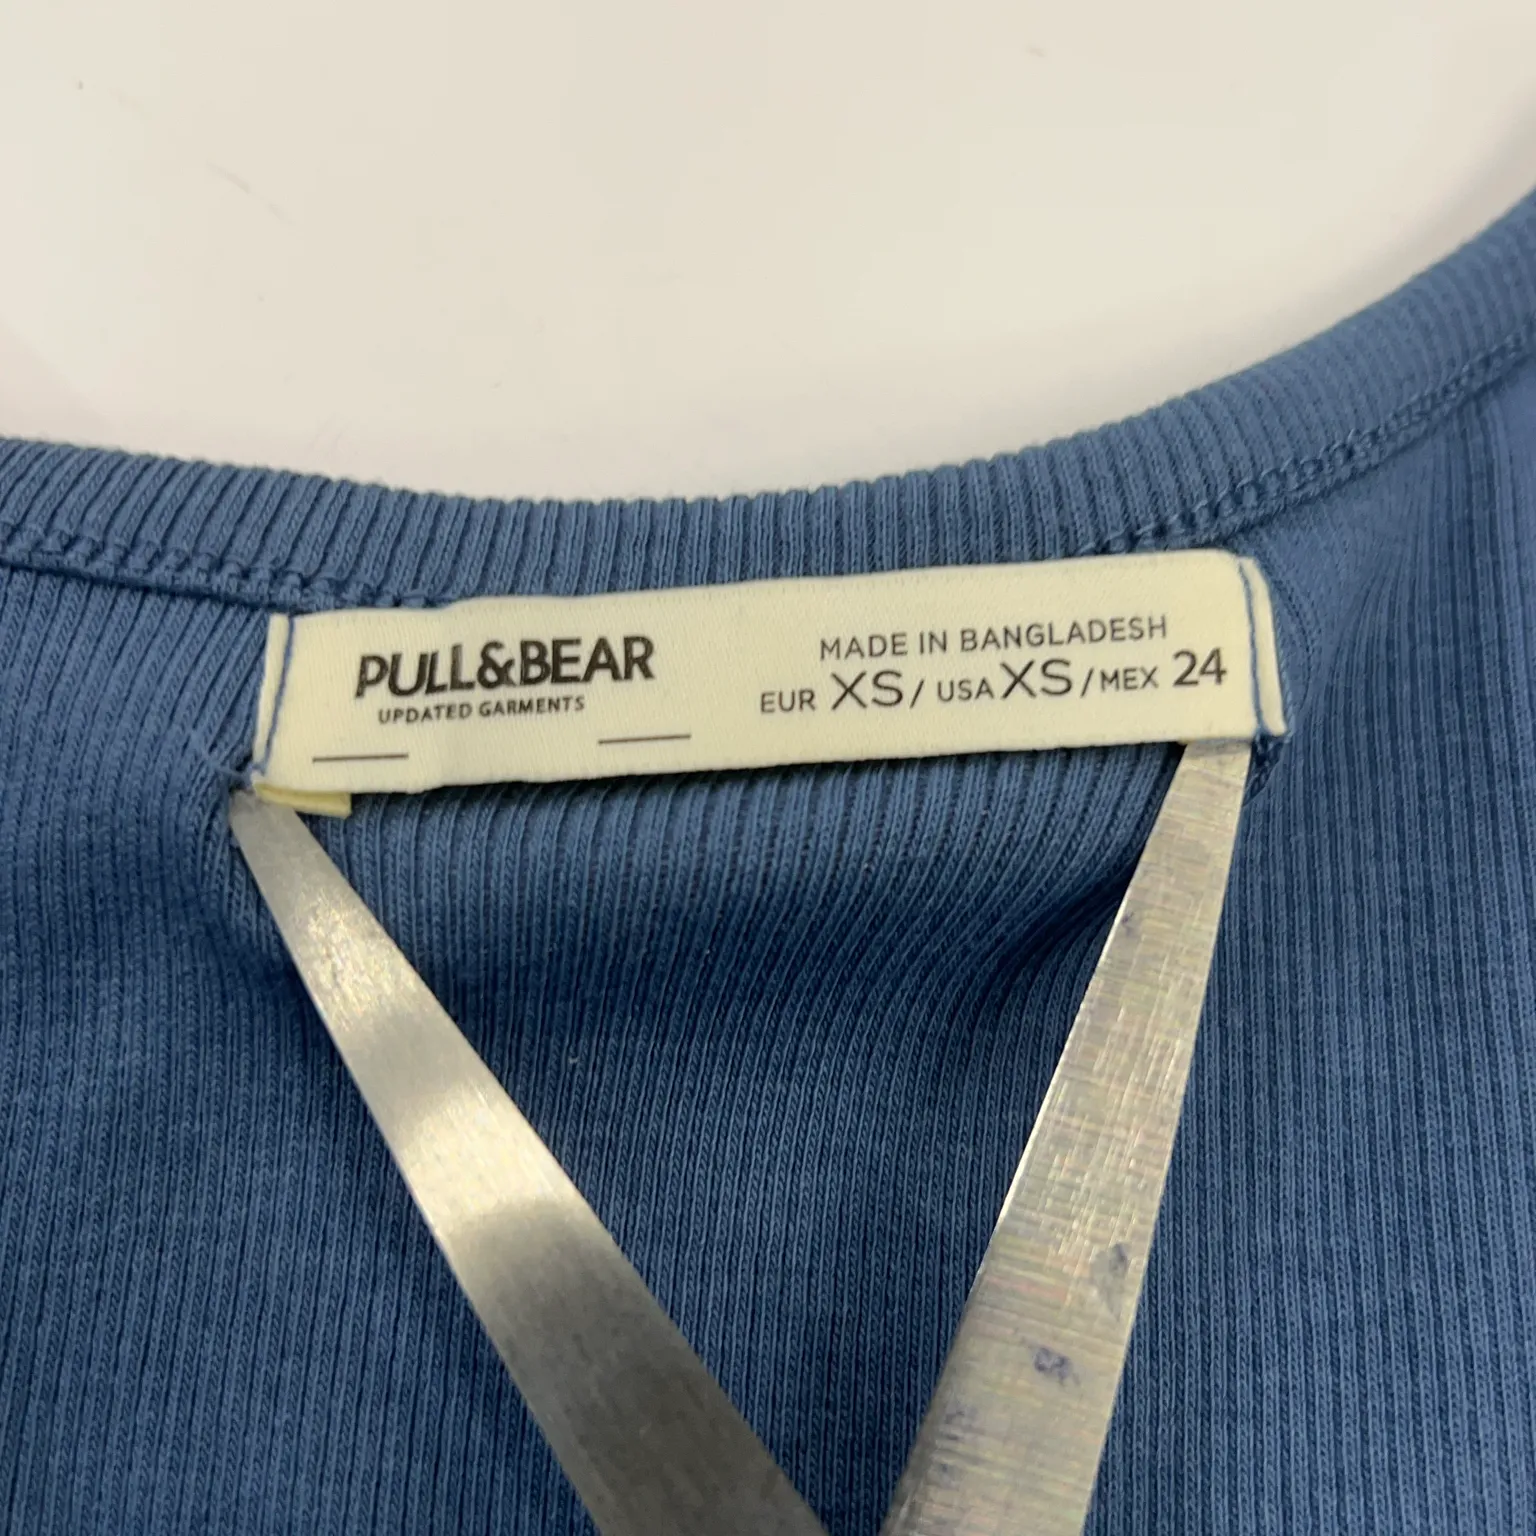 PULL&BEAR
UPDATED GARMENTS
MADE IN BANGLADESH
EUR XS / USA XS / MEX 24